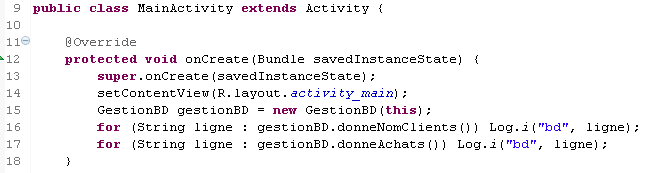 9 public class MainActivity extends Activity {
10
11 @Override
12 protected void onCreate(Bundle savedInstanceState) {
13 super.onCreate(savedInstanceState);
14 setContentView(R.layout.activity_main);
15 GestionBD gestionBD = new GestionBD(this);
16 for (String ligne : gestionBD.donneNomClients()) Log.i("bd", ligne);
17 for (String ligne : gestionBD.donneAchats()) Log.i("bd", ligne);
18 }